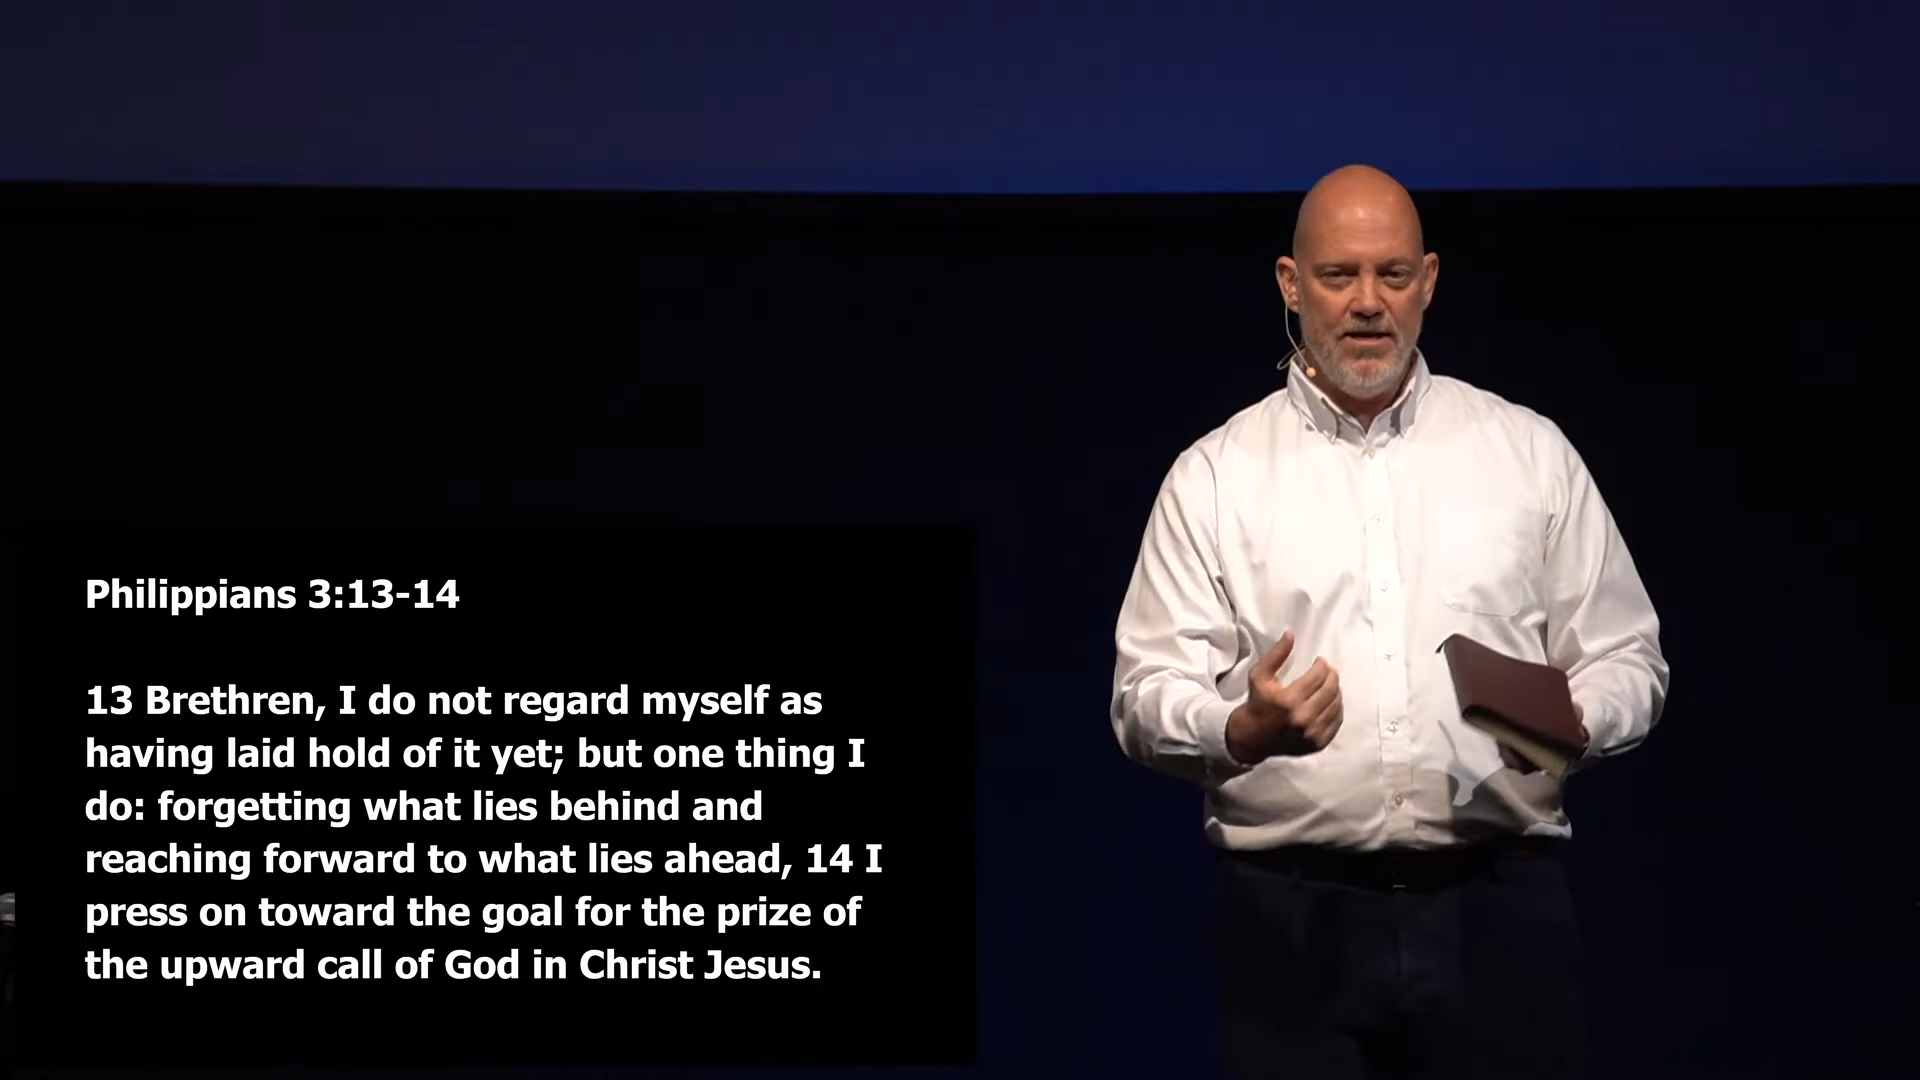 Philippians 3:13-14
13 Brethren, I do not regard myself as
having laid hold of it yet; but one thing I
do: forgetting what lies behind and
reaching forward to what lies ahead, 14 I
press on toward the goal for the prize of
the upward call of God in Christ Jesus.